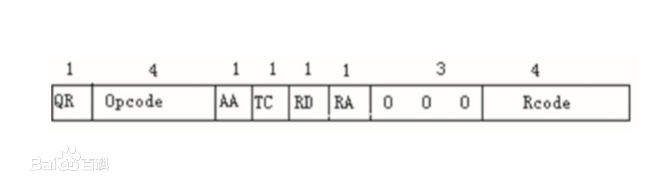 1 4 1 1 1 1 3 4
QR Opcode AA TC RD RA 0 0 0 Rcode
Bai百科